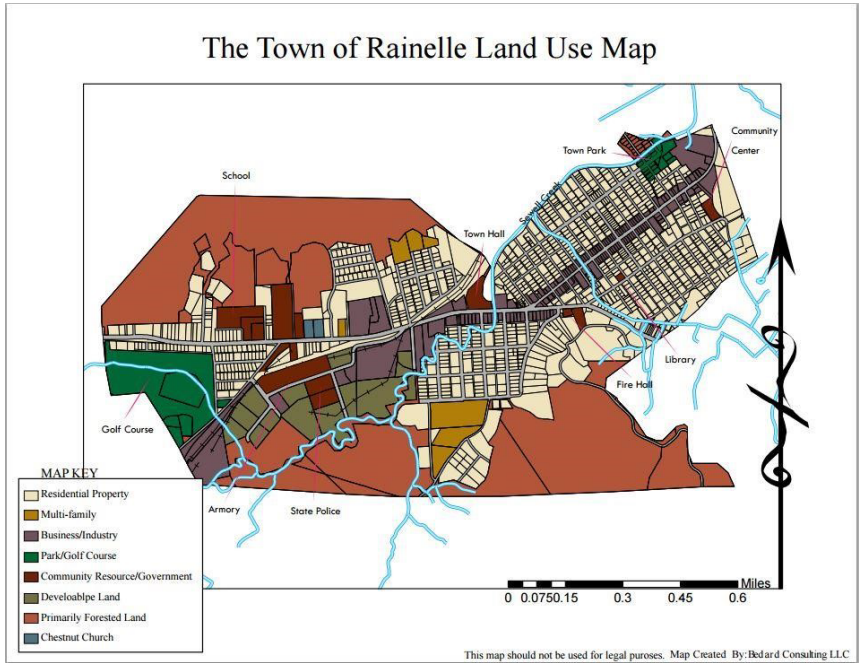 The Town of Rainelle Land Use Map
Community
Center
Town Park
School
Sewell Creek
Town Hall
Library
Fire Hall
Golf Course
Armory
State Police
MAP KEY
Residential Property
Multi-family
Business/Industry
Park/Golf Course
Community Resource/Government
Develoablpe Land
Primarily Forested Land
Chestnut Church
Miles
0 0.0750.15 0.3 0.45 0.6
This map should not be used for legal puroses. Map Created By: Bedard Consulting LLC